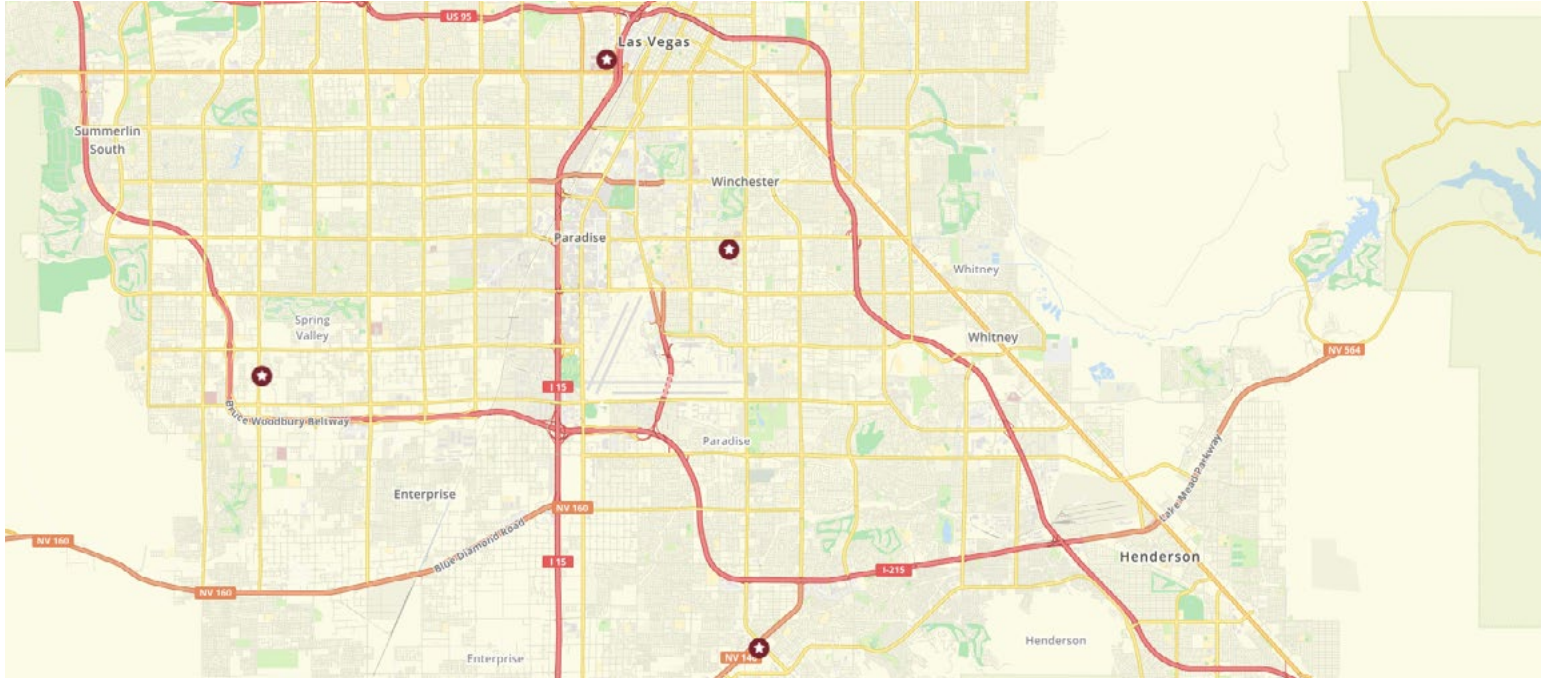 US 95
Las Vegas
Summerlin
South
Winchester
Paradise
Whitney
Spring
Valley
Whitney
NV 564
I 15
Bruce Woodbury Beltway
Paradise
Enterprise
NV 160
Lake Mead Parkway
NV 160
Blue Diamond Road
I 15
I-215
Henderson
NV 160
Henderson
Enterprise